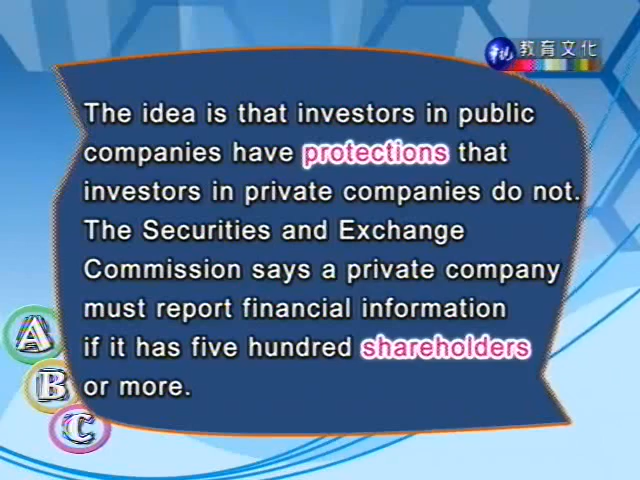 華視 教育文化
The idea is that investors in public
companies have protections that
investors in private companies do not.
The Securities and Exchange
Commission says a private company
must report financial information
if it has five hundred shareholders
or more.
A
B
C